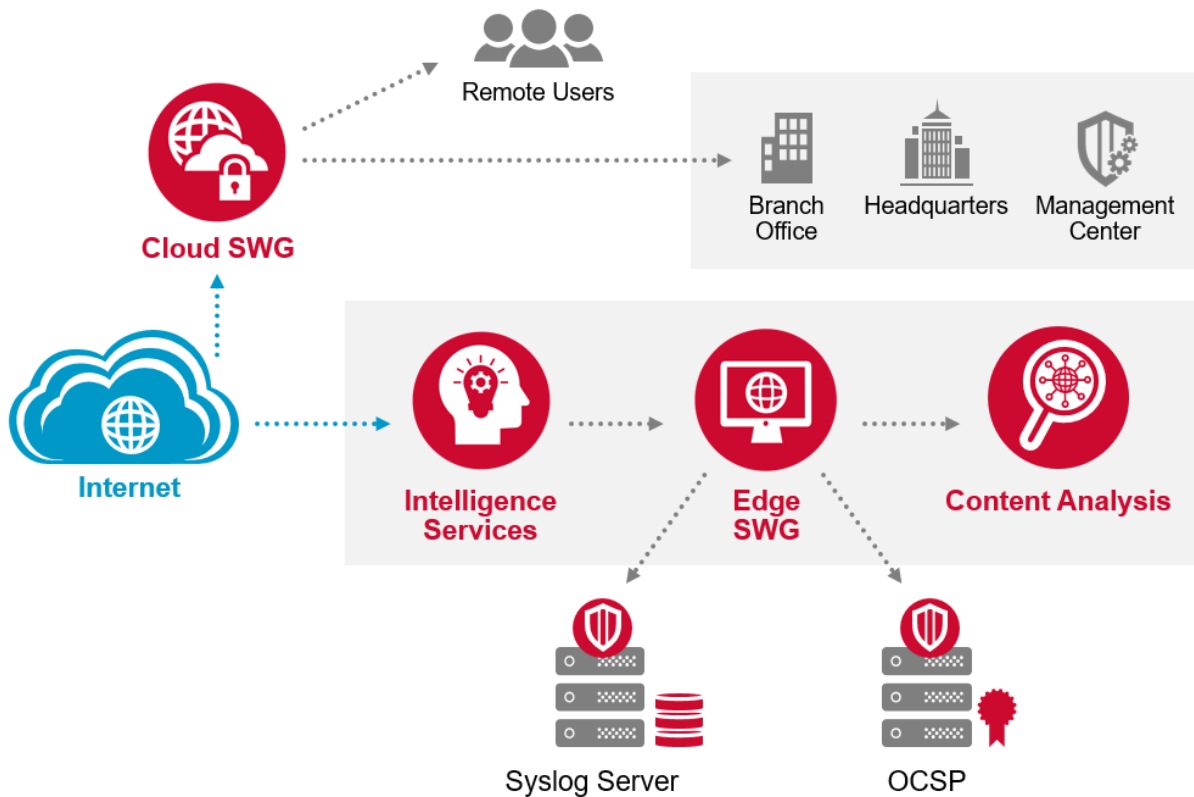 Remote Users
Branch
Office
Headquarters
Management
Center
Cloud SWG
Internet
Intelligence
Services
Edge
SWG
Content Analysis
Syslog Server
OCSP